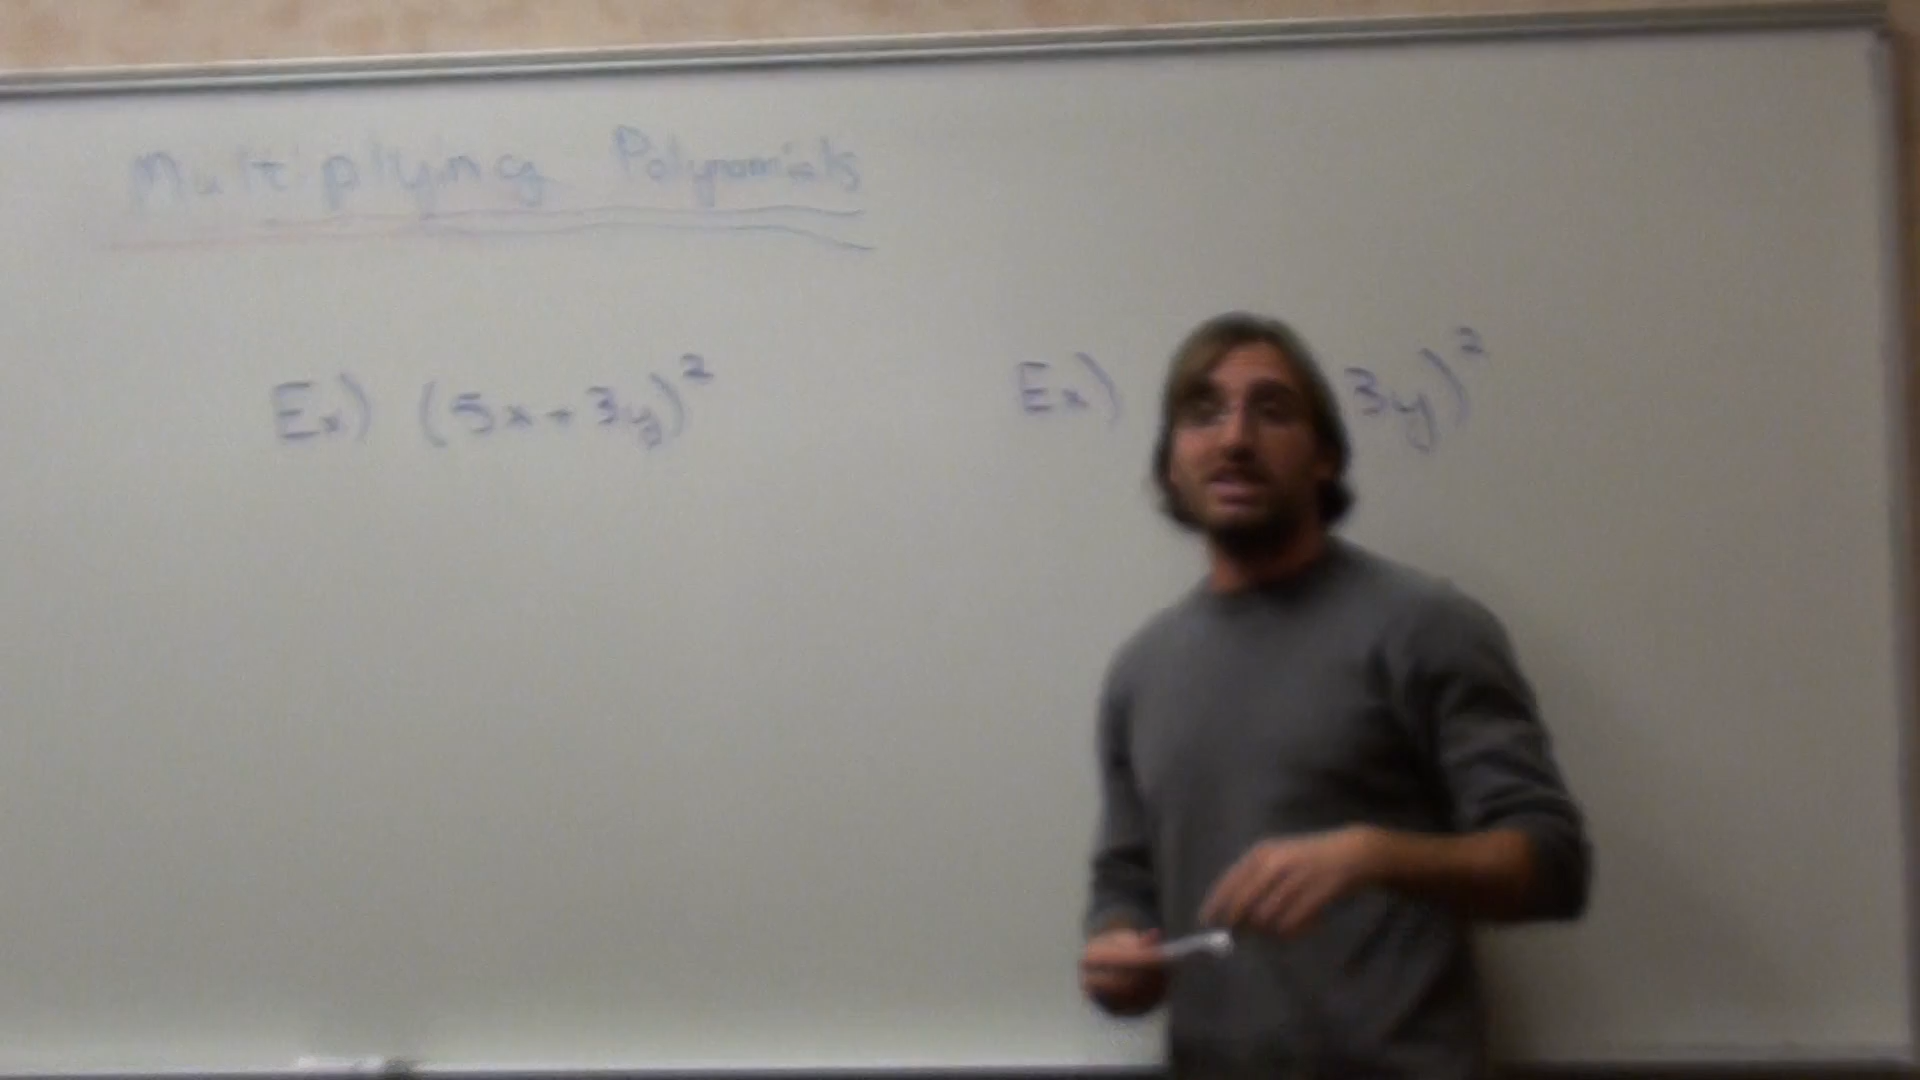 Multiplying Polynomials
Ex) (5x+3y)²
Ex) 3y)²